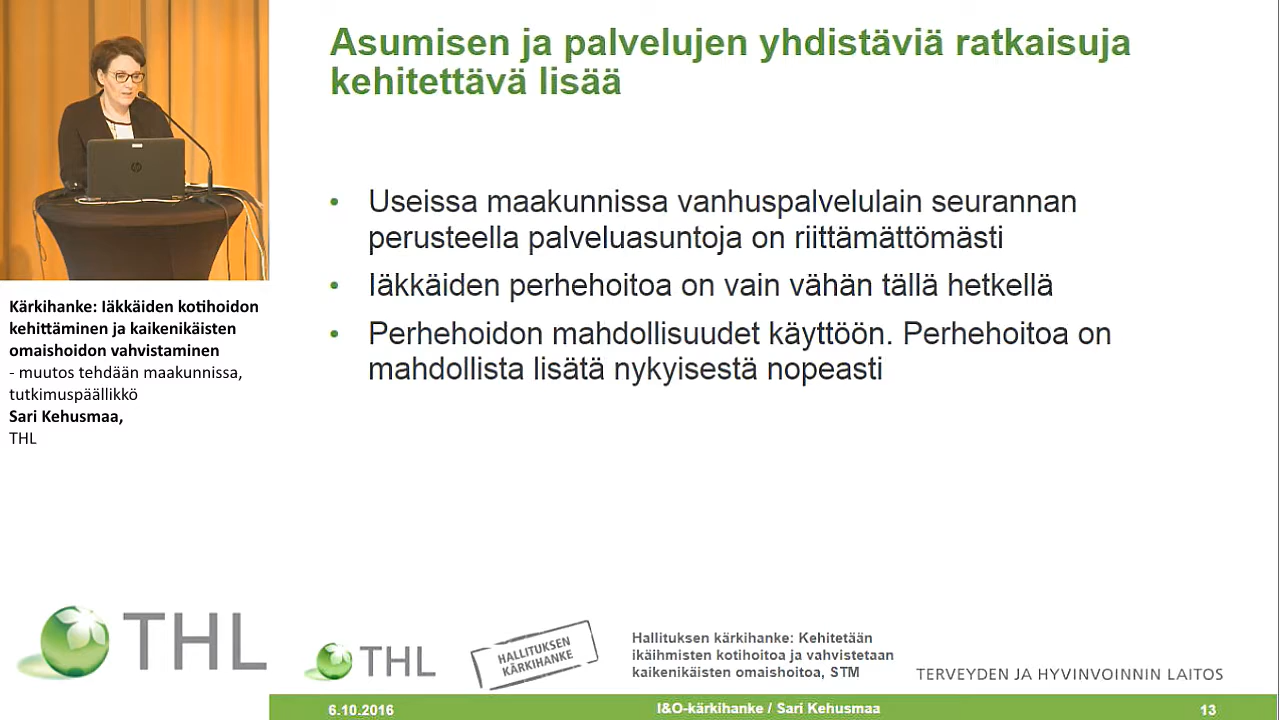 Asumisen ja palvelujen yhdistäviä ratkaisuja
kehitettävä lisää
• Useissa maakunnissa vanhuspalvelulain seurannan
perusteella palveluasuntoja on riittämättömästi
• Iäkkäiden perhehoitoa on vain vähän tällä hetkellä
• Perhehoidon mahdollisuudet käyttöön. Perhehoitoa on
mahdollista lisätä nykyisestä nopeasti
Kärkihanke: Iäkkäiden kotihoidon
kehittäminen ja kaikenikäisten
omaishoidon vahvistaminen
- muutos tehdään maakunnissa,
tutkimuspäällikkö
Sari Kehusmaa,
THL
THL
THL
HALLITUKSEN
KÄRKIHANKE
Hallituksen kärkihanke: Kehitetään
ikäihmisten kotihoitoa ja vahvistetaan
kaikenikäisten omaishoitoa, STM
TERVEYDEN JA HYVINVOINNIN LAITOS
6.10.2016
I&O-kärkihanke / Sari Kehusmaa
13